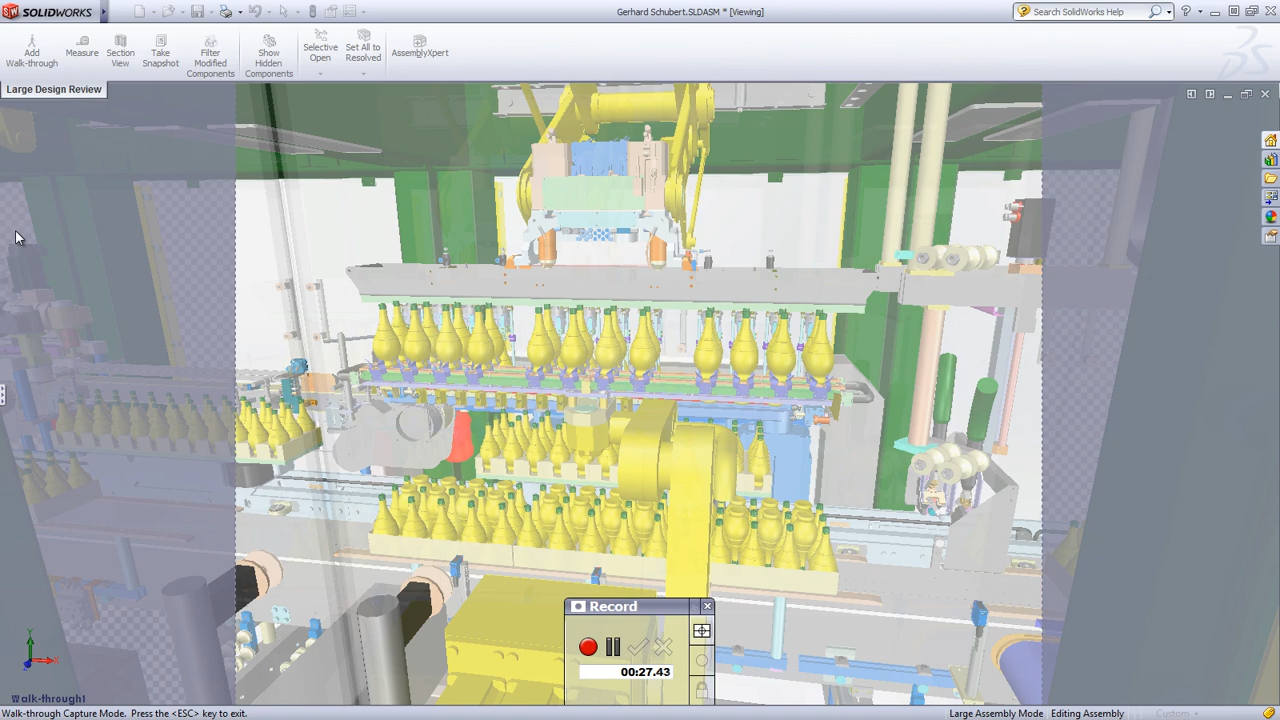 SOLIDWORKS
Gerhard Schubert.SLDASM * [Viewing]
Search SolidWorks Help
Add Walk-through
Measure
Section View
Take Snapshot
Filter Modified Components
Show Hidden Components
Selective Open
Set All to Resolved
AssemblyXpert
Large Design Review
Record
00:27.43
Y
X
Walk-through1
Walk-through Capture Mode. Press the <ESC> key to exit.
Large Assembly Mode
Editing Assembly
Custom